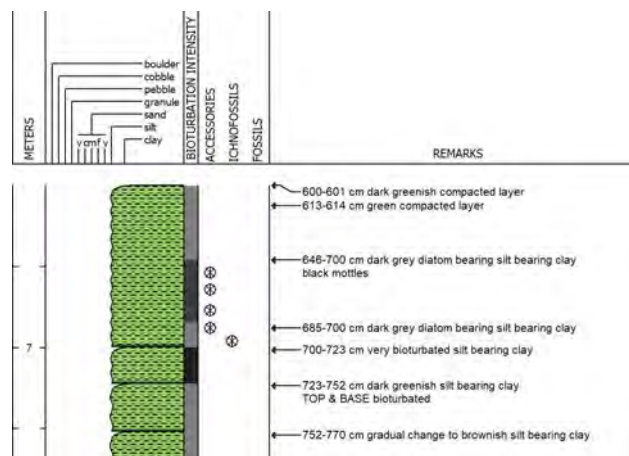 METERS
boulder
cobble
pebble
granule
sand
silt
v c m f v
clay
BIOTURBATION INTENSITY
ACCESSORIES
ICHNOFOSSILS
FOSSILS
REMARKS
600-601 cm dark greenish compacted layer
613-614 cm green compacted layer
646-700 cm dark grey diatom bearing silt bearing clay
black mottles
685-700 cm dark grey diatom bearing silt bearing clay
7
700-723 cm very bioturbated silt bearing clay
723-752 cm dark greenish silt bearing clay
TOP & BASE bioturbated
752-770 cm gradual change to brownish silt bearing clay